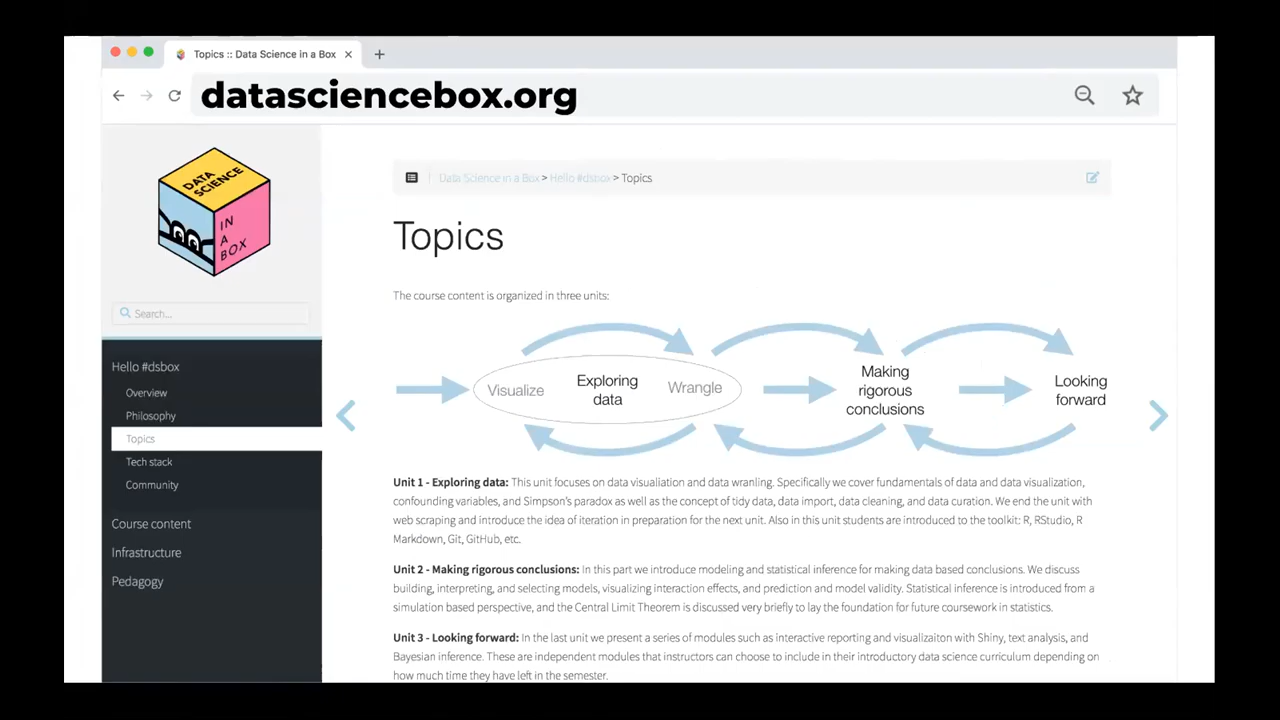 Topics :: Data Science in a Box
datasciencebox.org
DATA
SCIENCE
IN
A
BOX
Search...
Hello #dsbox
Overview
Philosophy
Topics
Tech stack
Community
Course content
Infrastructure
Pedagogy
Data Science in a Box > Hello #dsbox > Topics
Topics
The course content is organized in three units:
Visualize
Exploring
data
Wrangle
Making
rigorous
conclusions
Looking
forward
Unit 1 - Exploring data: This unit focuses on data visualiation and data wranling. Specifically we cover fundamentals of data and data visualization,
confounding variables, and Simpson's paradox as well as the concept of tidy data, data import, data cleaning, and data curation. We end the unit with
web scraping and introduce the idea of iteration in preparation for the next unit. Also in this unit students are introduced to the toolkit: R, RStudio, R
Markdown, Git, GitHub, etc.
Unit 2 - Making rigorous conclusions: In this part we introduce modeling and statistical inference for making data based conclusions. We discuss
building, interpreting, and selecting models, visualizing interaction effects, and prediction and model validity. Statistical inference is introduced from a
simulation based perspective, and the Central Limit Theorem is discussed very briefly to lay the foundation for future coursework in statistics.
Unit 3 - Looking forward: In the last unit we present a series of modules such as interactive reporting and visualizaiton with Shiny, text analysis, and
Bayesian inference. These are independent modules that instructors can choose to include in their introductory data science curriculum depending on
how much time they have left in the semester.